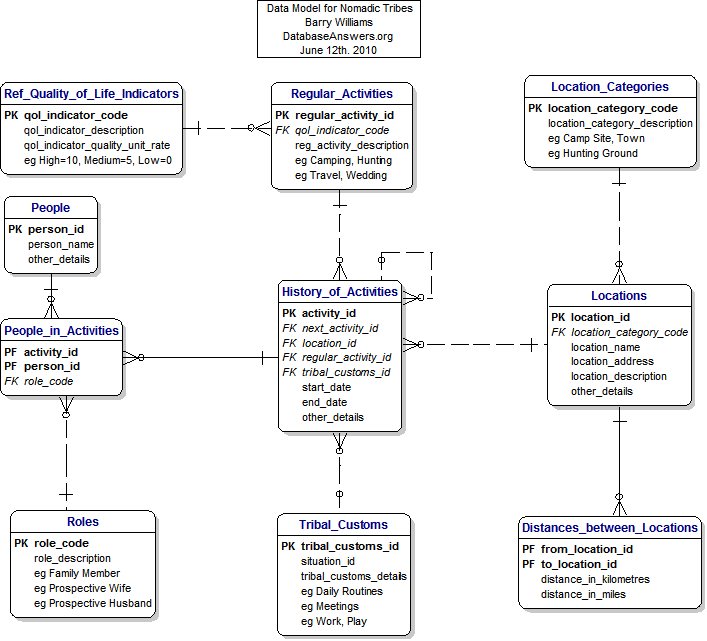 Data Model for Nomadic Tribes
Barry Williams
DatabaseAnswers.org
June 12th. 2010
Ref_Quality_of_Life_Indicators
PK qol_indicator_code
qol_indicator_description
qol_indicator_quality_unit_rate
eg High=10, Medium=5, Low=0
Regular_Activities
PK regular_activity_id
FK qol_indicator_code
reg_activity_description
eg Camping, Hunting
eg Travel, Wedding
Location_Categories
PK location_category_code
location_category_description
eg Camp Site, Town
eg Hunting Ground
People
PK person_id
person_name
other_details
People_in_Activities
PF activity_id
PF person_id
FK role_code
History_of_Activities
PK activity_id
FK next_activity_id
FK location_id
FK regular_activity_id
FK tribal_customs_id
start_date
end_date
other_details
Locations
PK location_id
FK location_category_code
location_name
location_address
location_description
other_details
Roles
PK role_code
role_description
eg Family Member
eg Prospective Wife
eg Prospective Husband
Tribal_Customs
PK tribal_customs_id
situation_id
tribal_customs_details
eg Daily Routines
eg Meetings
eg Work, Play
Distances_between_Locations
PF from_location_id
PF to_location_id
distance_in_kilometres
distance_in_miles